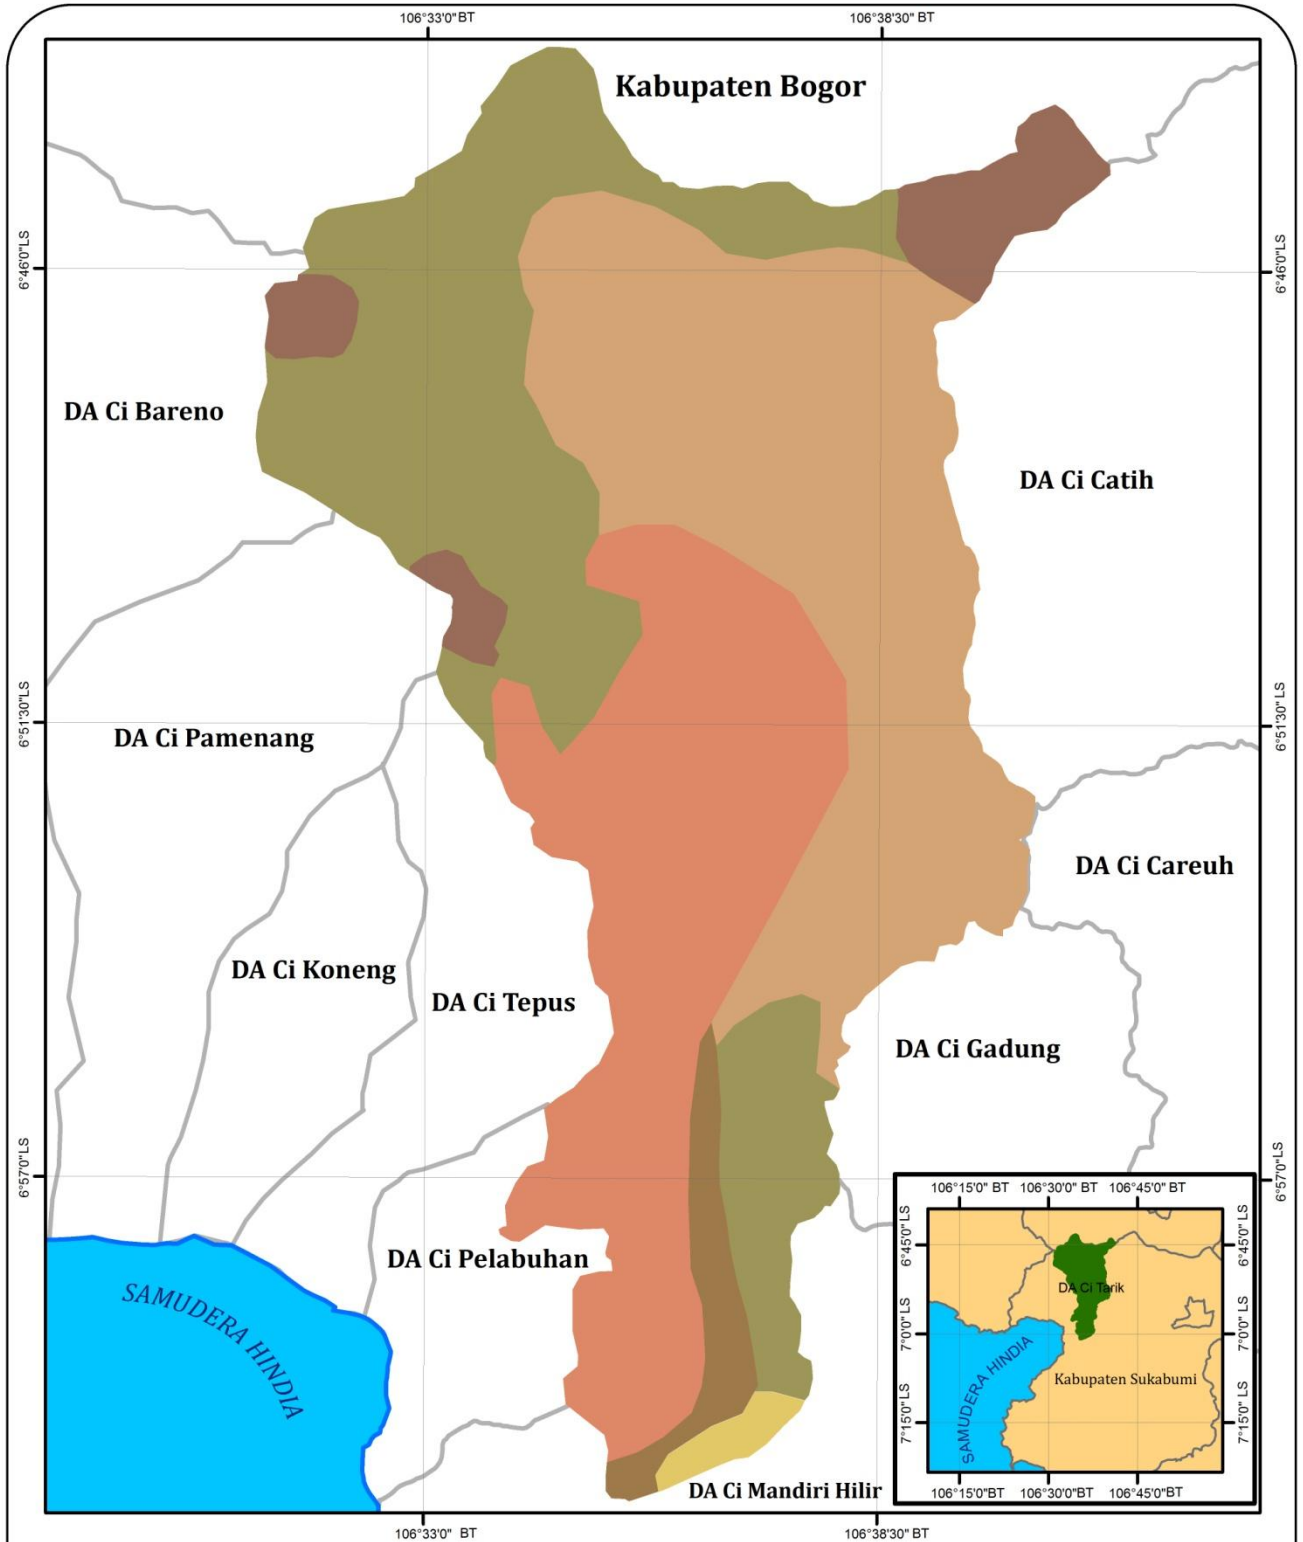 106°33'0" BT
106°38'30" BT
Kabupaten Bogor
6°46'0"LS
6°46'0"LS
DA Ci Bareno
DA Ci Catih
6°51'30"LS
6°51'30"LS
DA Ci Pamenang
DA Ci Careuh
DA Ci Koneng
DA Ci Tepus
DA Ci Gadung
6°57'0"LS
6°57'0"LS
DA Ci Pelabuhan
SAMUDERA HINDIA
DA Ci Mandiri Hilir
106°33'0" BT
106°38'30" BT
106°15'0" BT
106°30'0"BT
106°45'0"BT
6°45'0" LS
6°45'0" LS
DA Ci Tarik
7°0'0" LS
7°0'0" LS
SAMUDERA HINDIA
Kabupaten Sukabumi
7°15'0" LS
7°15'0" LS
106°15'0"BT
106°30'0"BT
106°45'0"BT